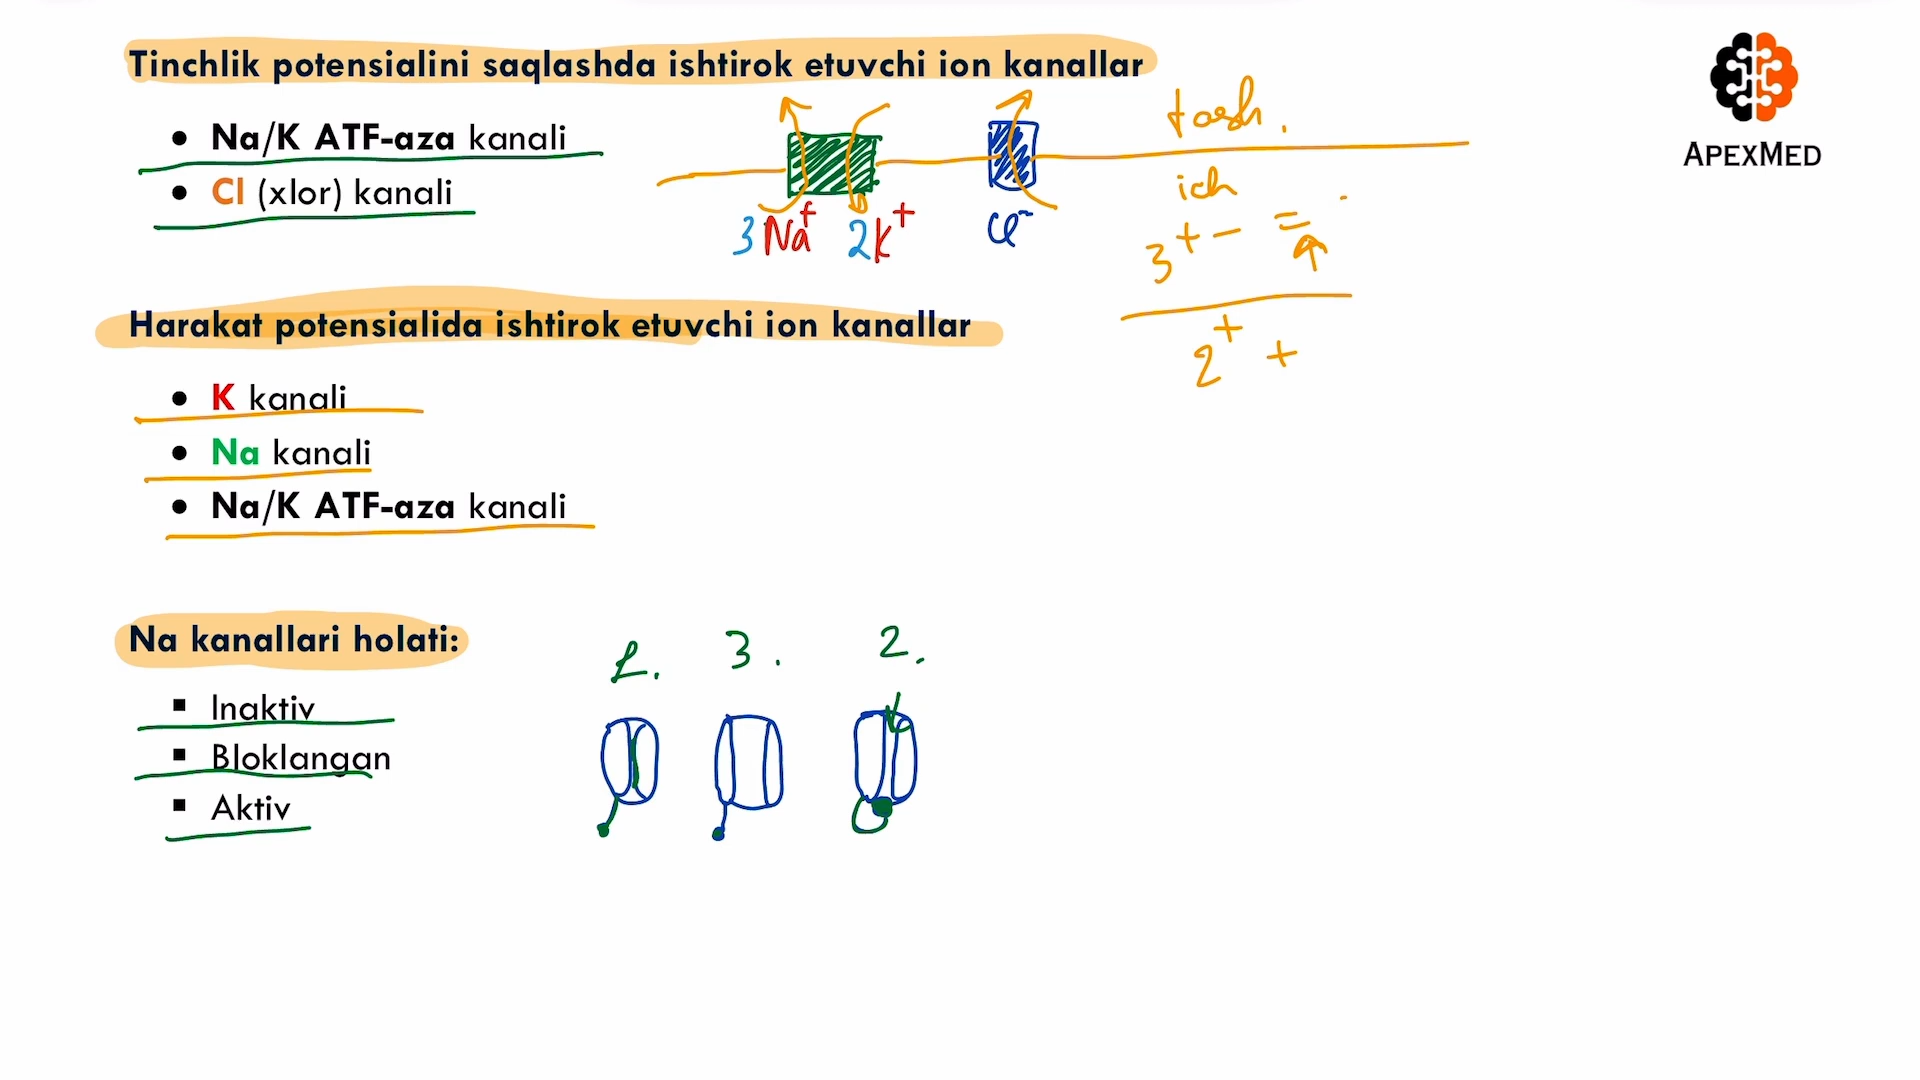 Tinchlik potensialini saqlashda ishtirok etuvchi ion kanallar
• Na/K ATF-aza kanali
• Cl (xlor) kanali
3Na⁺ 2K⁺ Cl⁻
tash.
ich
3⁺ − =
2⁺ +
APEXMED
Harakat potensialida ishtirok etuvchi ion kanallar
• K kanali
• Na kanali
• Na/K ATF-aza kanali
Na kanallari holati:
▪ Inaktiv
▪ Bloklangan
▪ Aktiv
1. 3. 2.